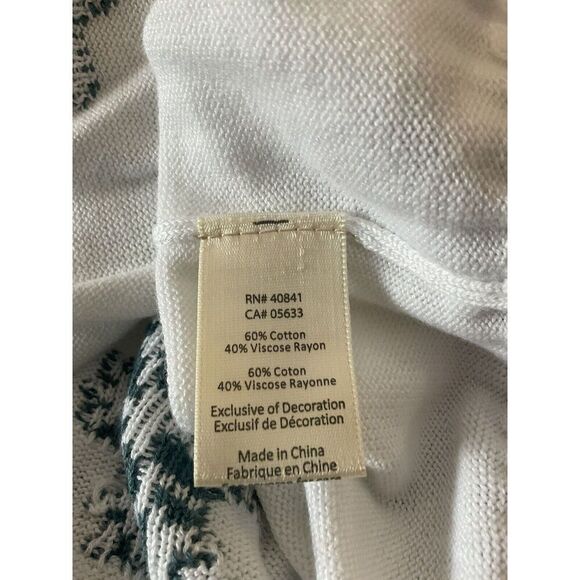 RN# 40841
CA# 05633
60% Cotton
40% Viscose Rayon
60% Coton
40% Viscose Rayonne
Exclusive of Decoration
Exclusif de Décoration
Made in China
Fabrique en Chine